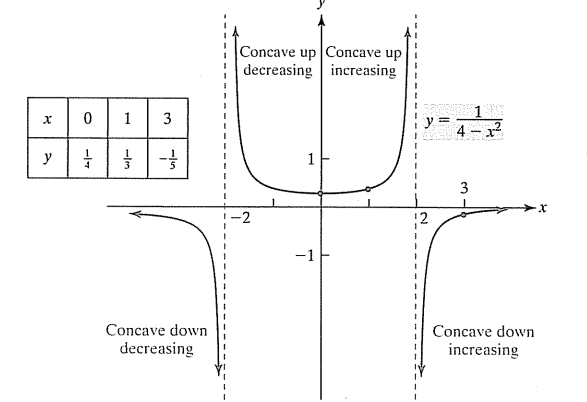 y
Concave up decreasing
Concave up increasing
x 0 1 3
y 1/4 1/3 -1/5
y = 1/(4 - x²)
1
3
-2
2
x
-1
Concave down decreasing
Concave down increasing